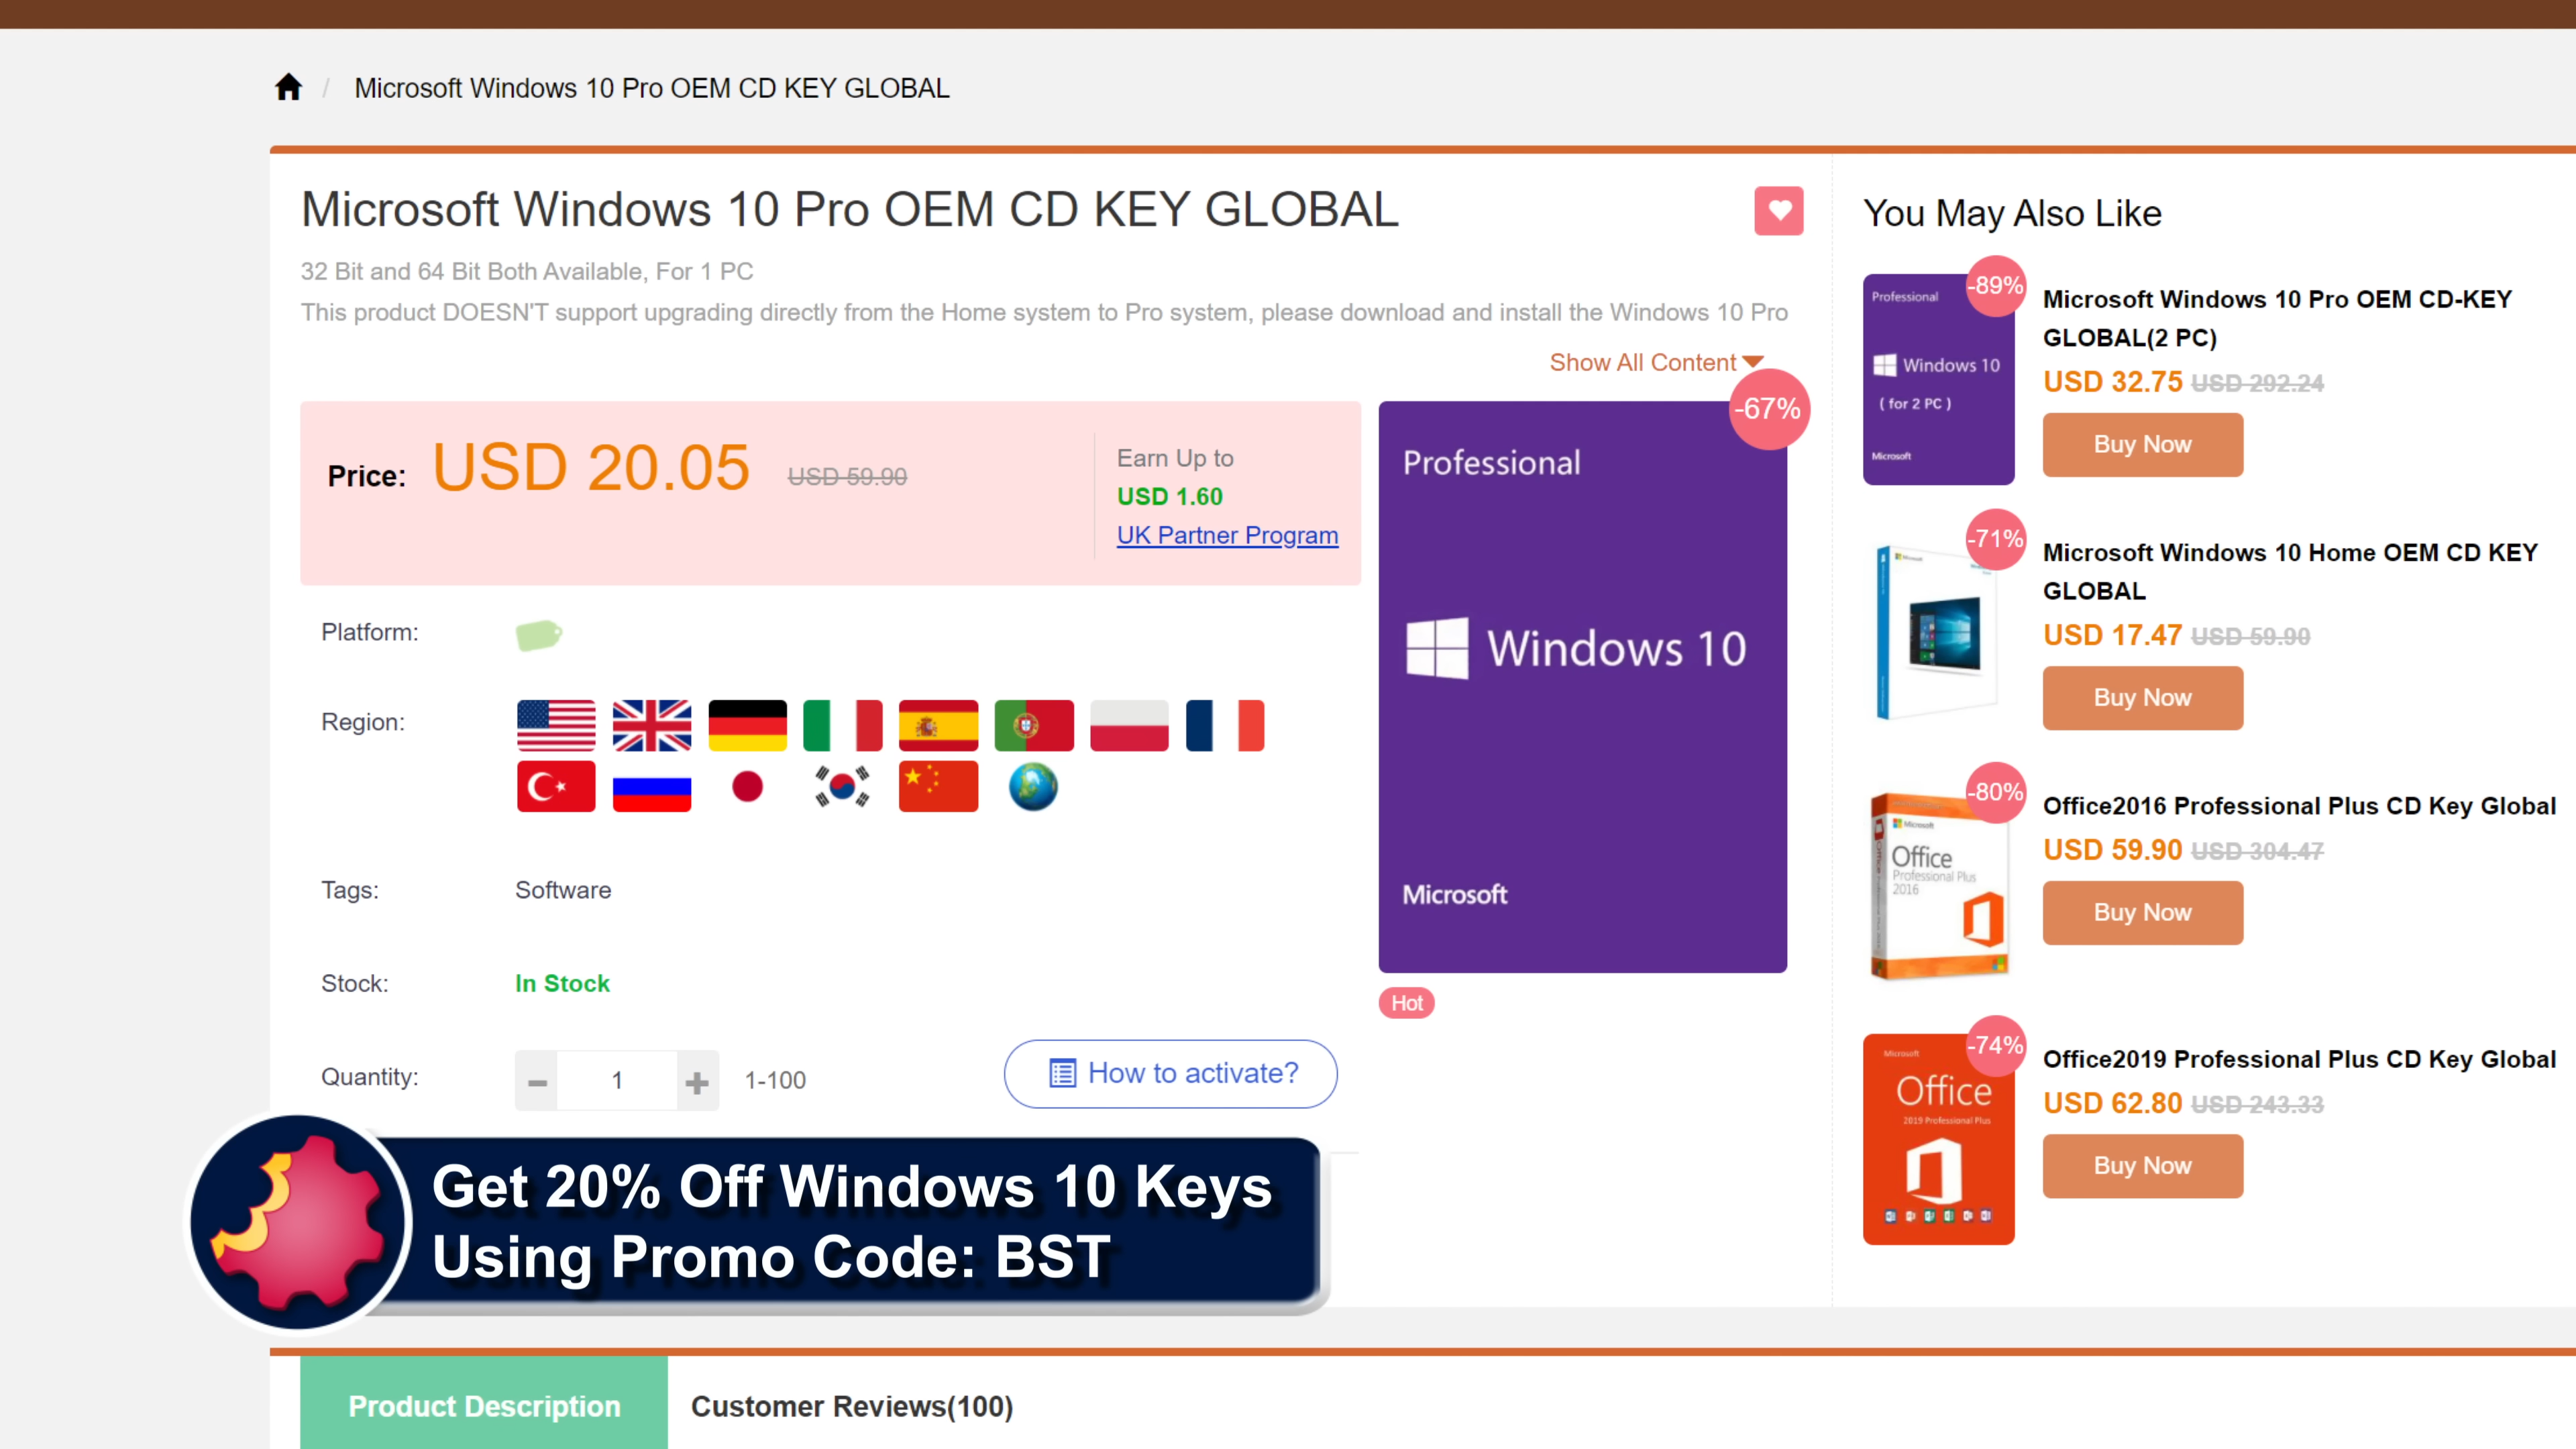 / Microsoft Windows 10 Pro OEM CD KEY GLOBAL
Microsoft Windows 10 Pro OEM CD KEY GLOBAL
32 Bit and 64 Bit Both Available, For 1 PC
This product DOESN'T support upgrading directly from the Home system to Pro system, please download and install the Windows 10 Pro
Show All Content
Price: USD 20.05 USD 59.90
Earn Up to
USD 1.60
UK Partner Program
-67%
Professional
Windows 10
Microsoft
Hot
Platform:
Region:
Tags: Software
Stock: In Stock
Quantity: 1 1-100
How to activate?
Get 20% Off Windows 10 Keys
Using Promo Code: BST
Product Description
Customer Reviews(100)
You May Also Like
-89%
Professional
Windows 10
( for 2 PC )
Microsoft
Microsoft Windows 10 Pro OEM CD-KEY
GLOBAL(2 PC)
USD 32.75 USD 292.24
Buy Now
-71%
Microsoft Windows 10 Home OEM CD KEY
GLOBAL
USD 17.47 USD 59.90
Buy Now
-80%
Microsoft
Office
Professional Plus
2016
Office2016 Professional Plus CD Key Global
USD 59.90 USD 304.47
Buy Now
-74%
Microsoft
Office
2019 Professional Plus
Office2019 Professional Plus CD Key Global
USD 62.80 USD 243.33
Buy Now